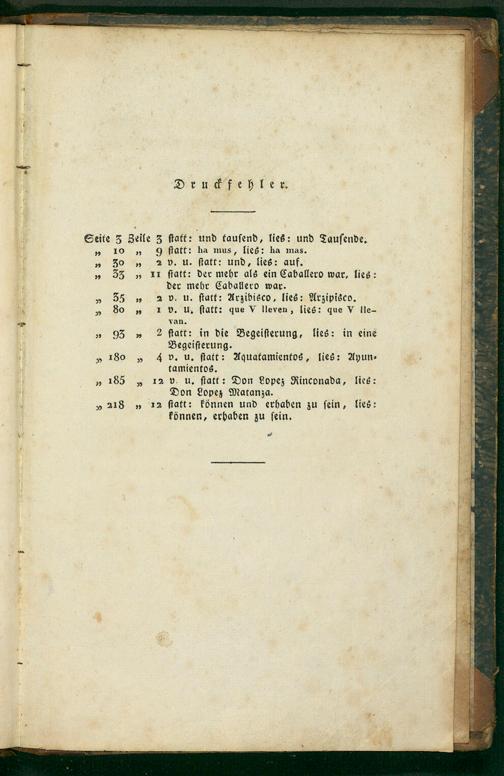 Druckfehler.
Seite 3 Zeile 3 statt: und tausend, lies: und Tausende.
„ 10 „ 9 statt: ha mus, lies: ha mas.
„ 30 „ 2 v. u. statt: und, lies: auf.
„ 33 „ 11 statt: der mehr als ein Caballero war, lies:
der mehr Caballero war.
„ 35 „ 2 v. u. statt: Arzibisco, lies: Arzipisco.
„ 80 „ 1 v. u. statt: que V lleven, lies: que V lle-
van.
„ 93 „ 2 statt: in die Begeisterung, lies: in eine
Begeisterung.
„ 180 „ 4 v. u. statt: Aquatamientos, lies: Ayun-
tamientos.
„ 185 „ 12 v. u. statt: Don Lopez Rinconada, lies:
Don Lopez Matanza.
„ 218 „ 12 statt: können und erhaben zu sein, lies:
können, erhaben zu sein.